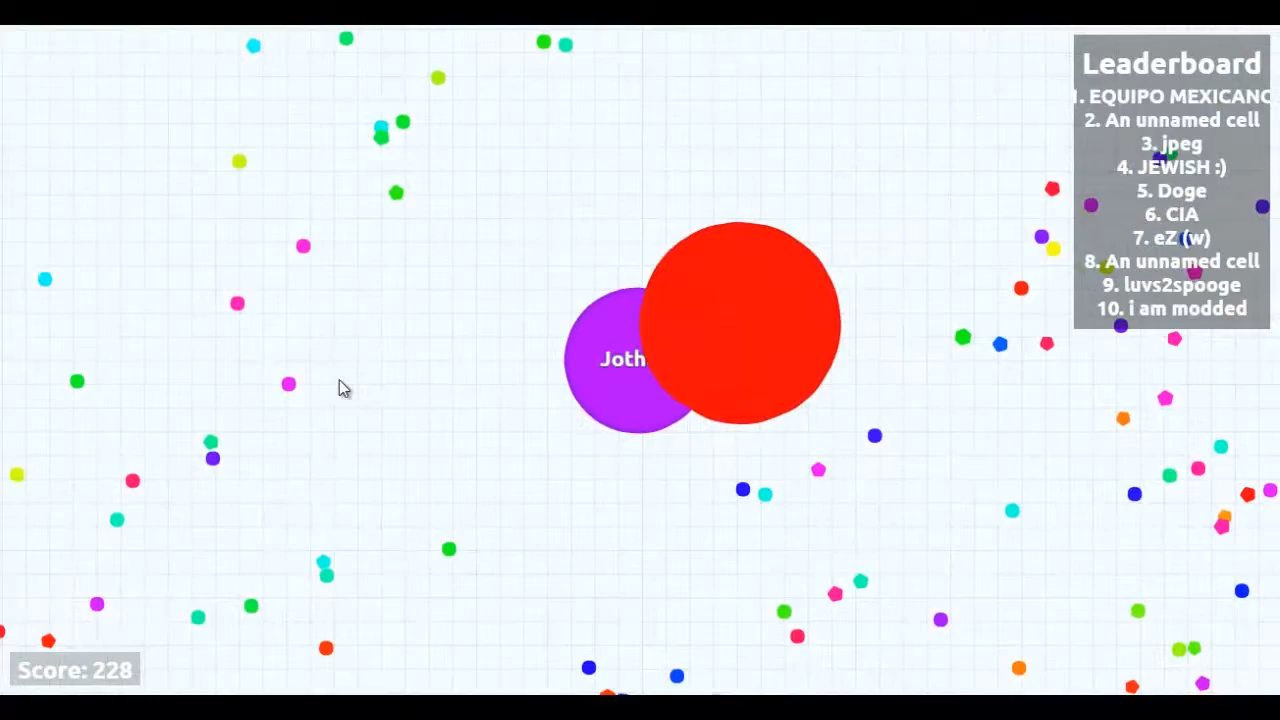 Leaderboard
1. EQUIPO MEXICANO
2. An unnamed cell
3. jpeg
4. JEWISH :)
5. Doge
6. CIA
7. eZ (w)
8. An unnamed cell
9. luvs2spooge
10. i am modded
Joth
Score: 228